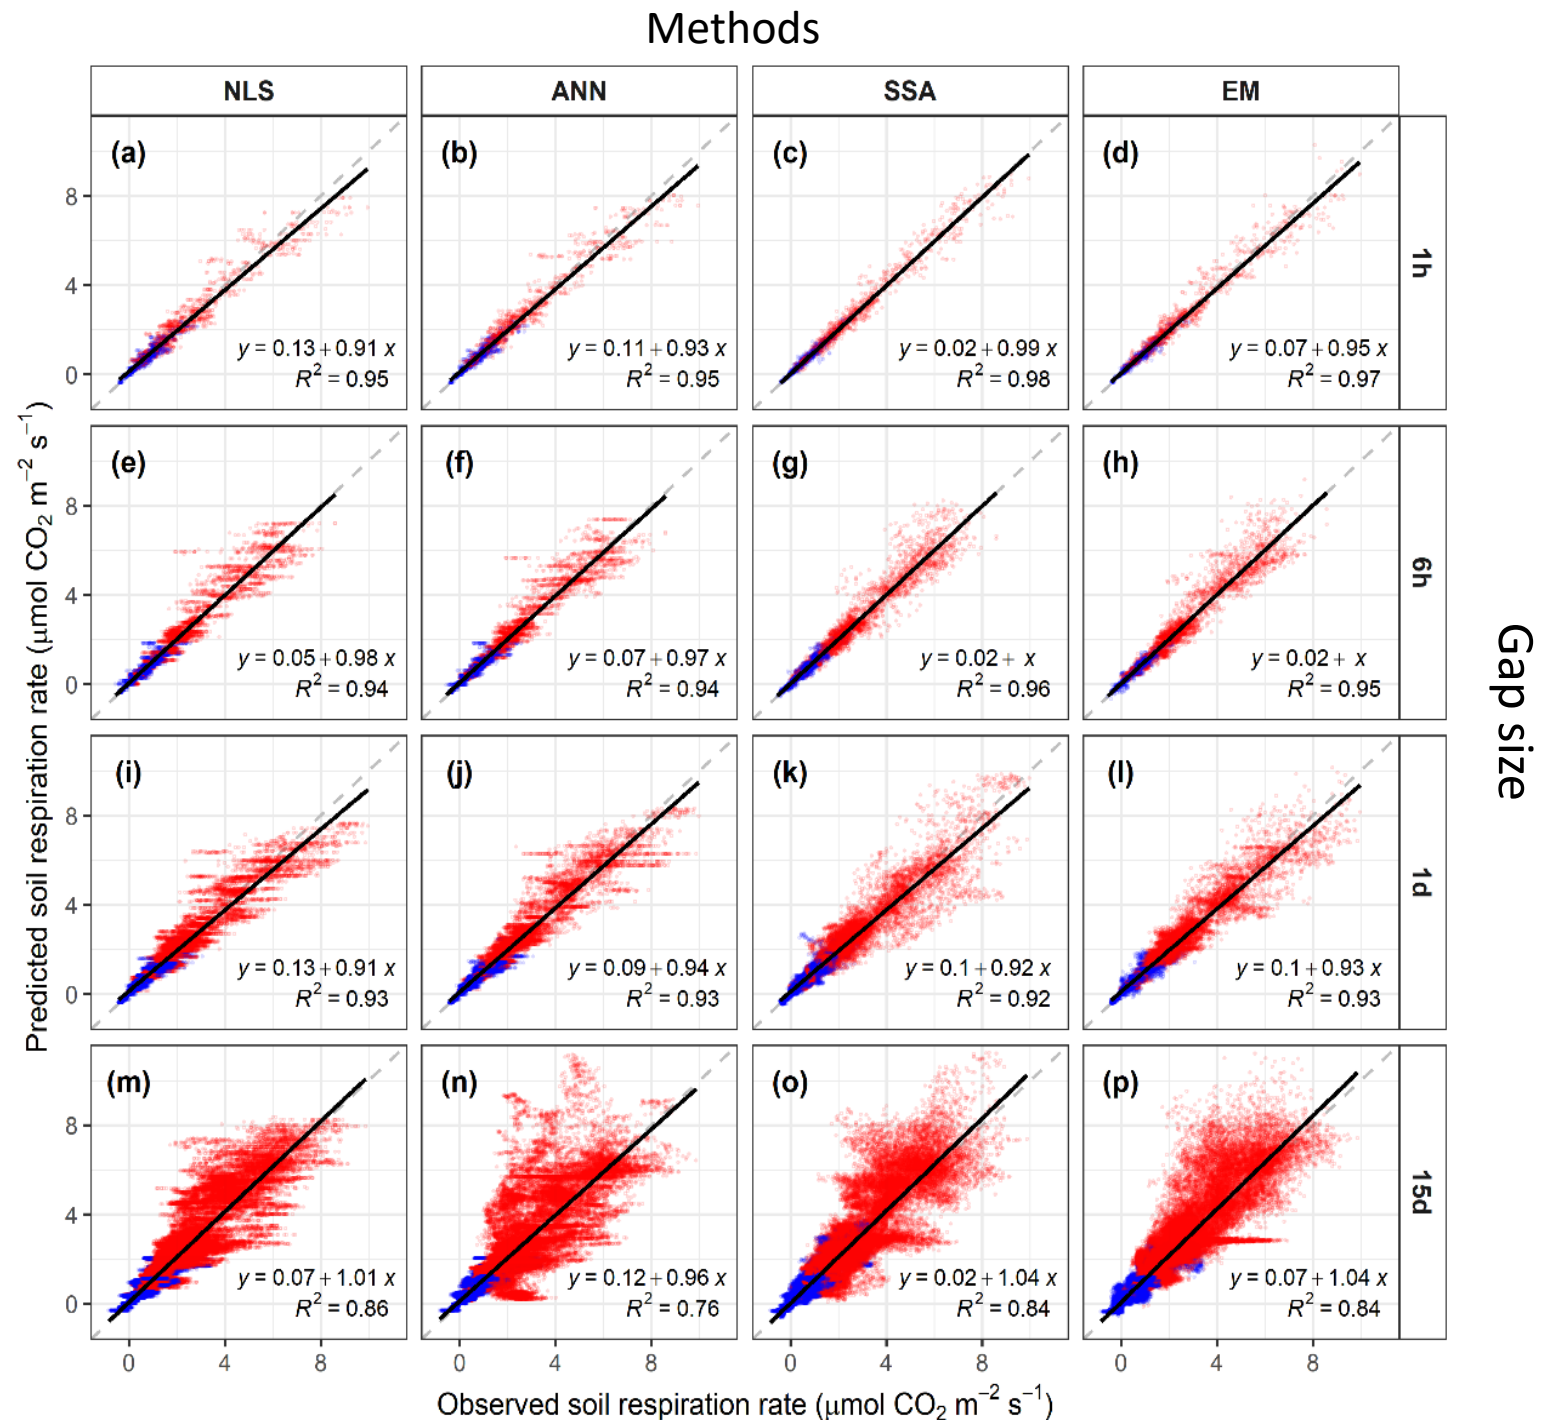 Methods
NLS ANN SSA EM
(a) (b) (c) (d)
8
4
0
y = 0.13 + 0.91 x
R² = 0.95
y = 0.11 + 0.93 x
R² = 0.95
y = 0.02 + 0.99 x
R² = 0.98
y = 0.07 + 0.95 x
R² = 0.97
1h
(e) (f) (g) (h)
8
4
0
y = 0.05 + 0.98 x
R² = 0.94
y = 0.07 + 0.97 x
R² = 0.94
y = 0.02 + x
R² = 0.96
y = 0.02 + x
R² = 0.95
6h
(i) (j) (k) (l)
8
4
0
y = 0.13 + 0.91 x
R² = 0.93
y = 0.09 + 0.94 x
R² = 0.93
y = 0.1 + 0.92 x
R² = 0.92
y = 0.1 + 0.93 x
R² = 0.93
1d
(m) (n) (o) (p)
8
4
0
y = 0.07 + 1.01 x
R² = 0.86
y = 0.12 + 0.96 x
R² = 0.76
y = 0.02 + 1.04 x
R² = 0.84
y = 0.07 + 1.04 x
R² = 0.84
15d
0 4 8 0 4 8 0 4 8 0 4 8
Observed soil respiration rate (μmol CO₂ m⁻² s⁻¹)
Predicted soil respiration rate (μmol CO₂ m⁻² s⁻¹)
Gap size